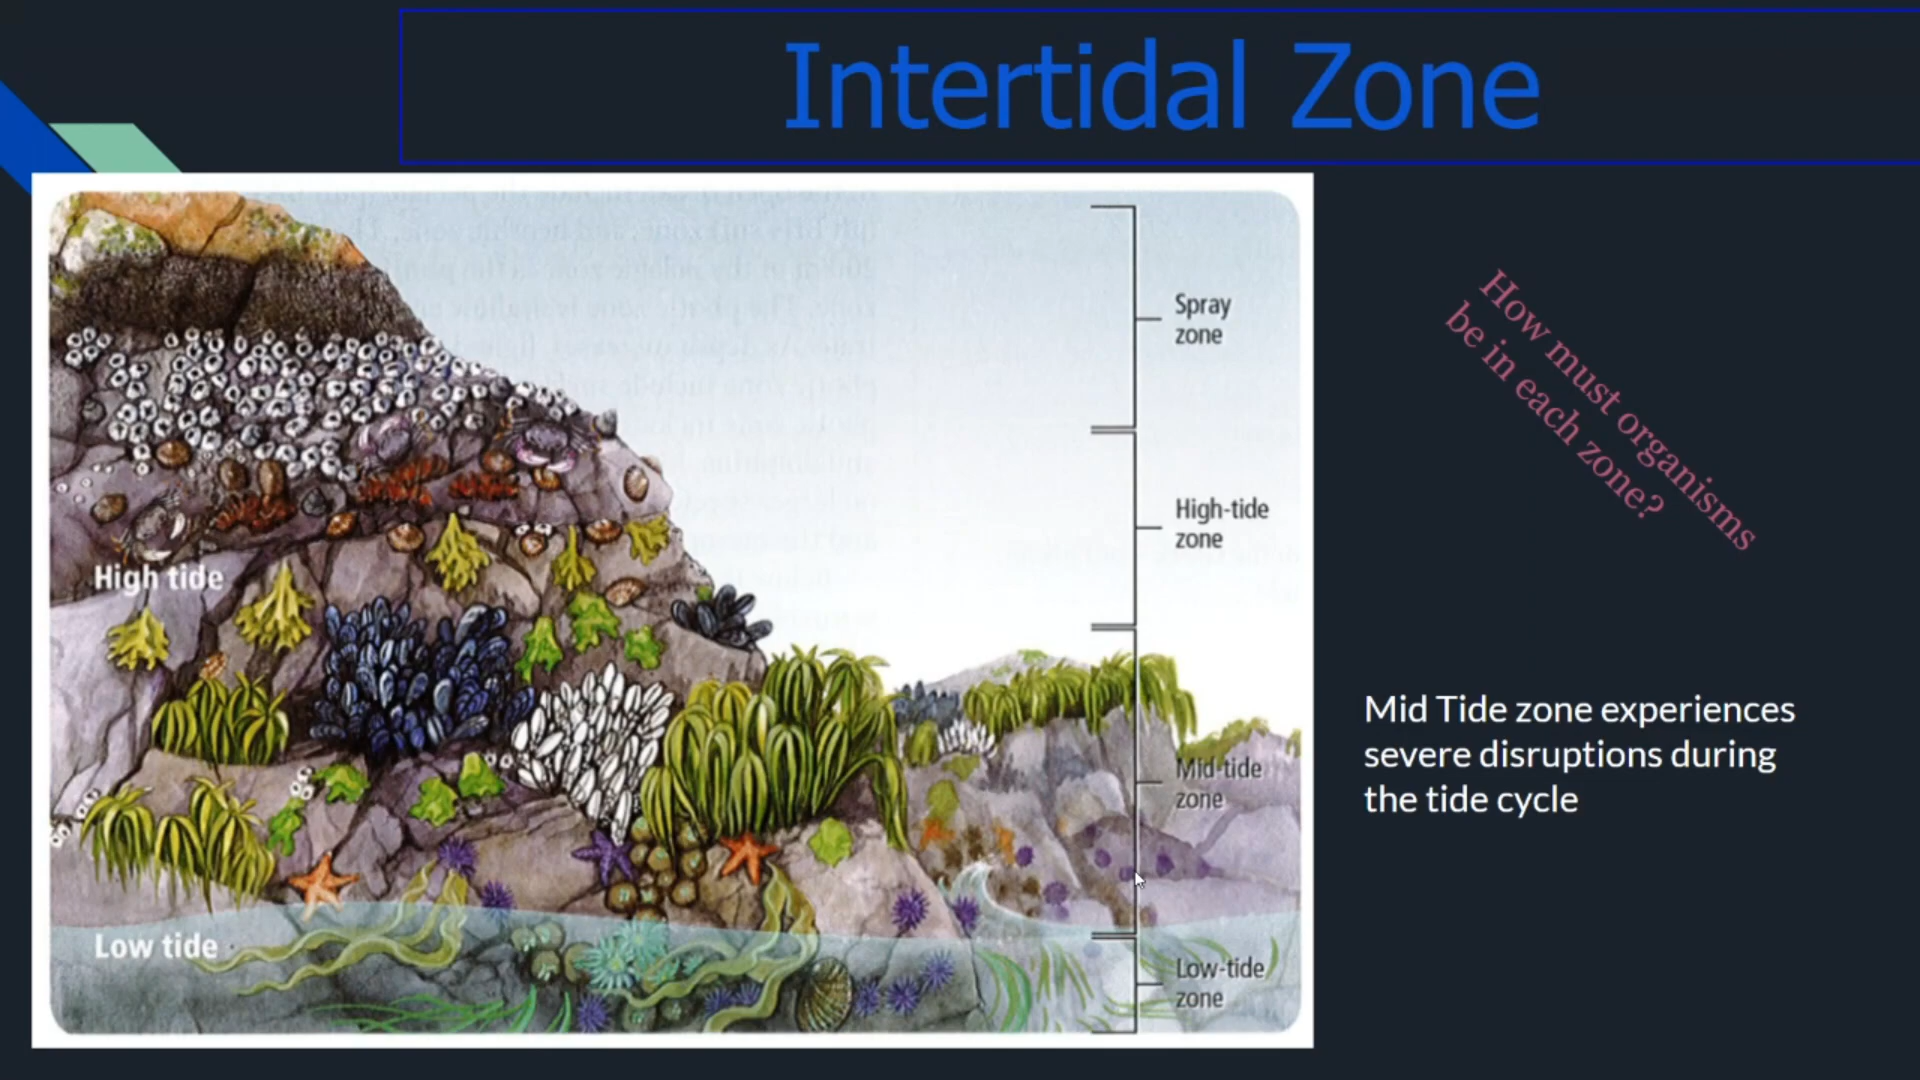 Intertidal Zone
Spray
zone
High-tide
zone
Mid-tide
zone
Low-tide
zone
High tide
Low tide
How must organisms
be in each zone?
Mid Tide zone experiences
severe disruptions during
the tide cycle